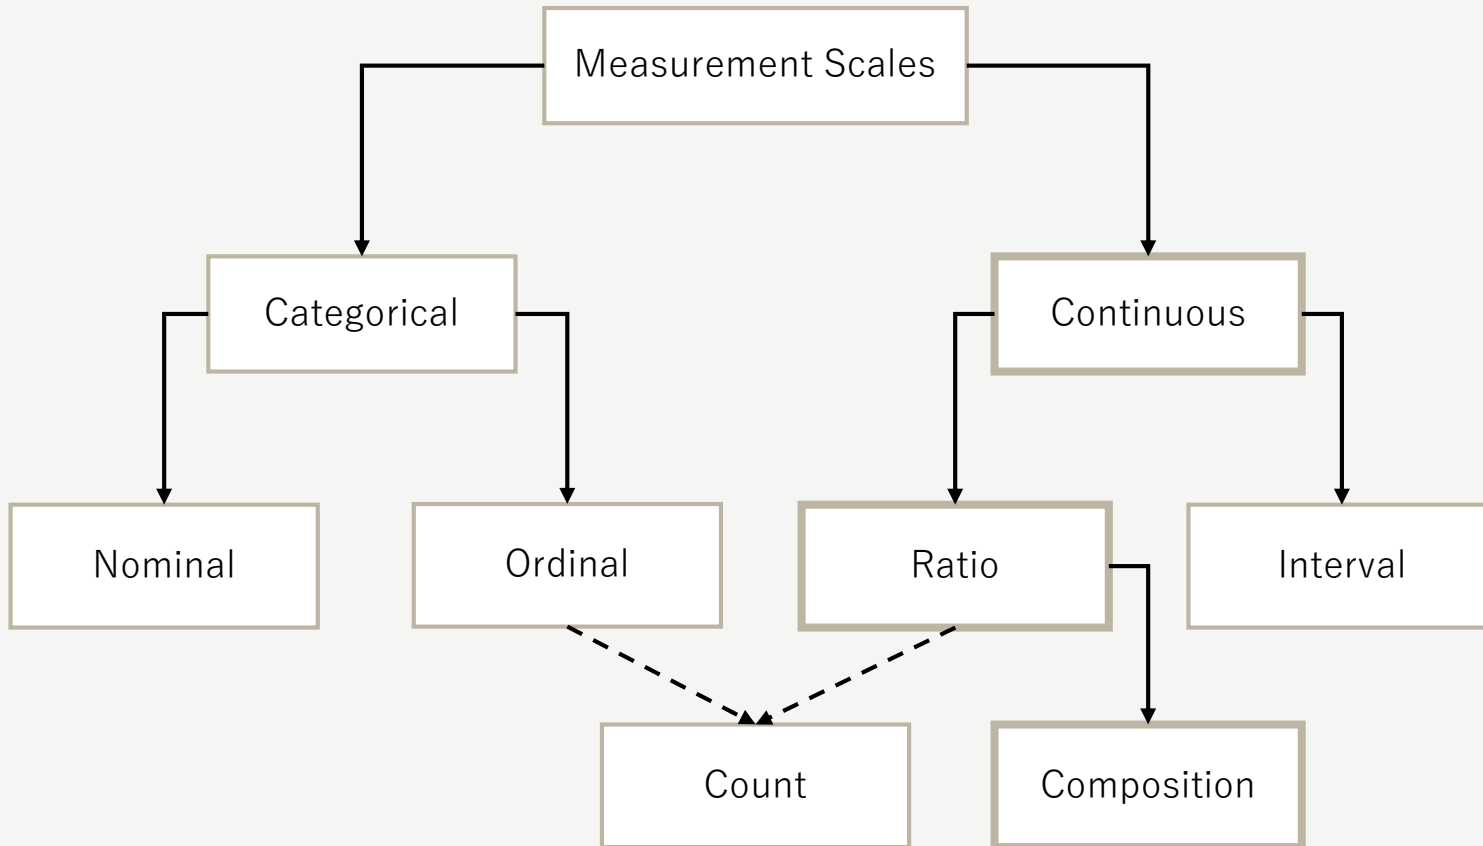 Measurement Scales
Categorical
Continuous
Nominal
Ordinal
Ratio
Interval
Count
Composition